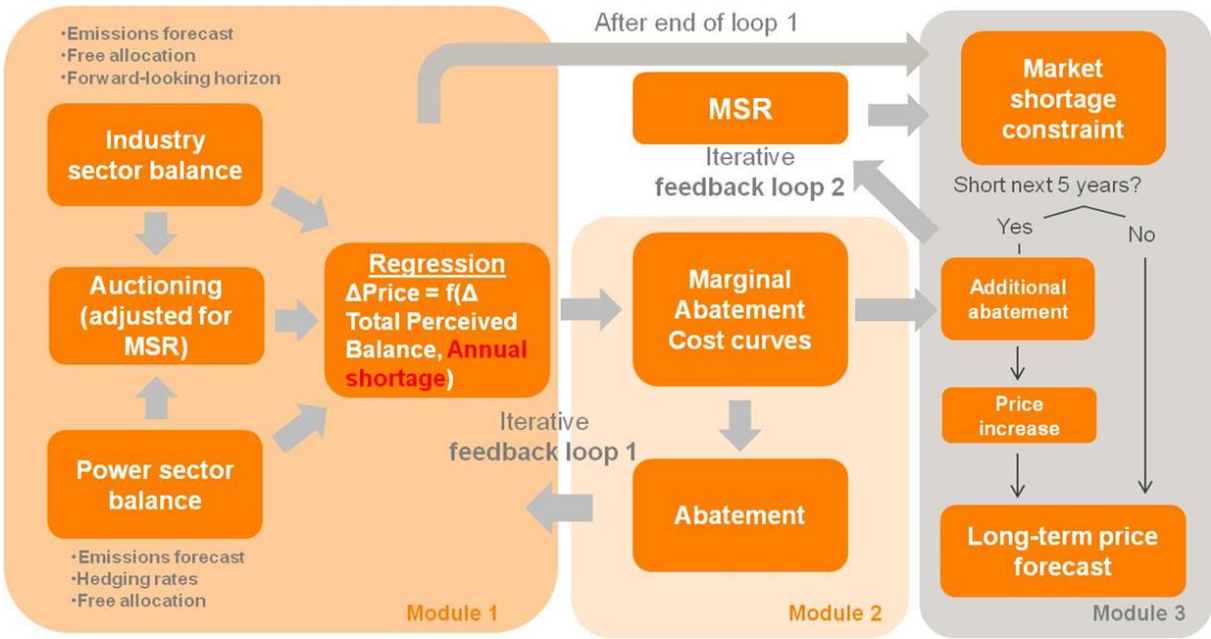 •Emissions forecast
•Free allocation
•Forward-looking horizon
Industry
sector balance
Auctioning
(adjusted for
MSR)
Power sector
balance
•Emissions forecast
•Hedging rates
•Free allocation
Regression
ΔPrice = f(Δ
Total Perceived
Balance, Annual
shortage)
Module 1
After end of loop 1
MSR
Iterative
feedback loop 2
Marginal
Abatement
Cost curves
Iterative
feedback loop 1
Abatement
Module 2
Market
shortage
constraint
Short next 5 years?
Yes
No
Additional
abatement
Price
increase
Long-term price
forecast
Module 3